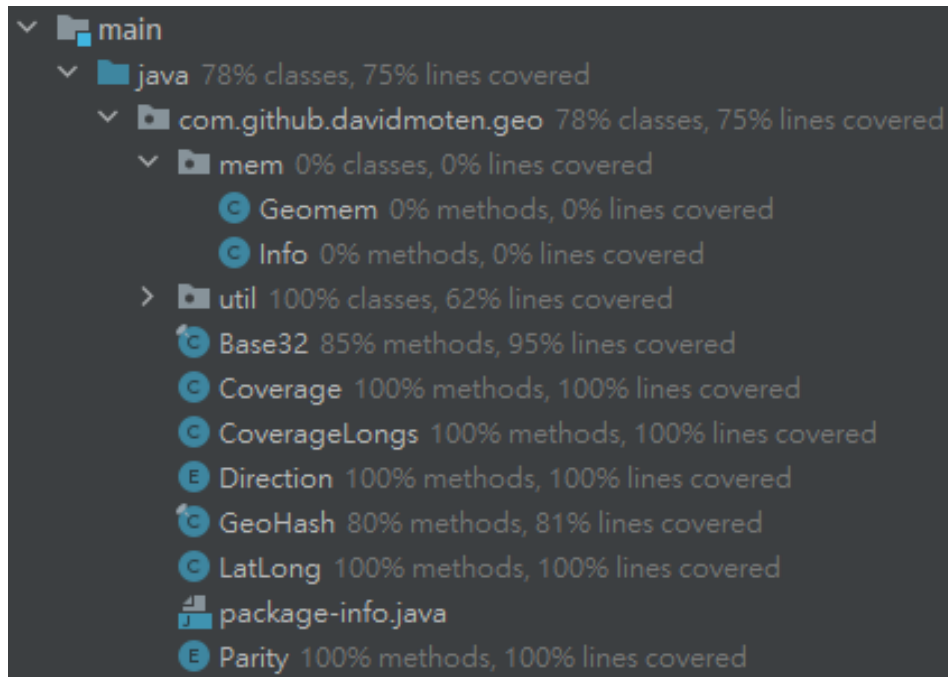 main
java 78% classes, 75% lines covered
com.github.davidmoten.geo 78% classes, 75% lines covered
mem 0% classes, 0% lines covered
Geomem 0% methods, 0% lines covered
Info 0% methods, 0% lines covered
util 100% classes, 62% lines covered
Base32 85% methods, 95% lines covered
Coverage 100% methods, 100% lines covered
CoverageLongs 100% methods, 100% lines covered
Direction 100% methods, 100% lines covered
GeoHash 80% methods, 81% lines covered
LatLong 100% methods, 100% lines covered
package-info.java
Parity 100% methods, 100% lines covered